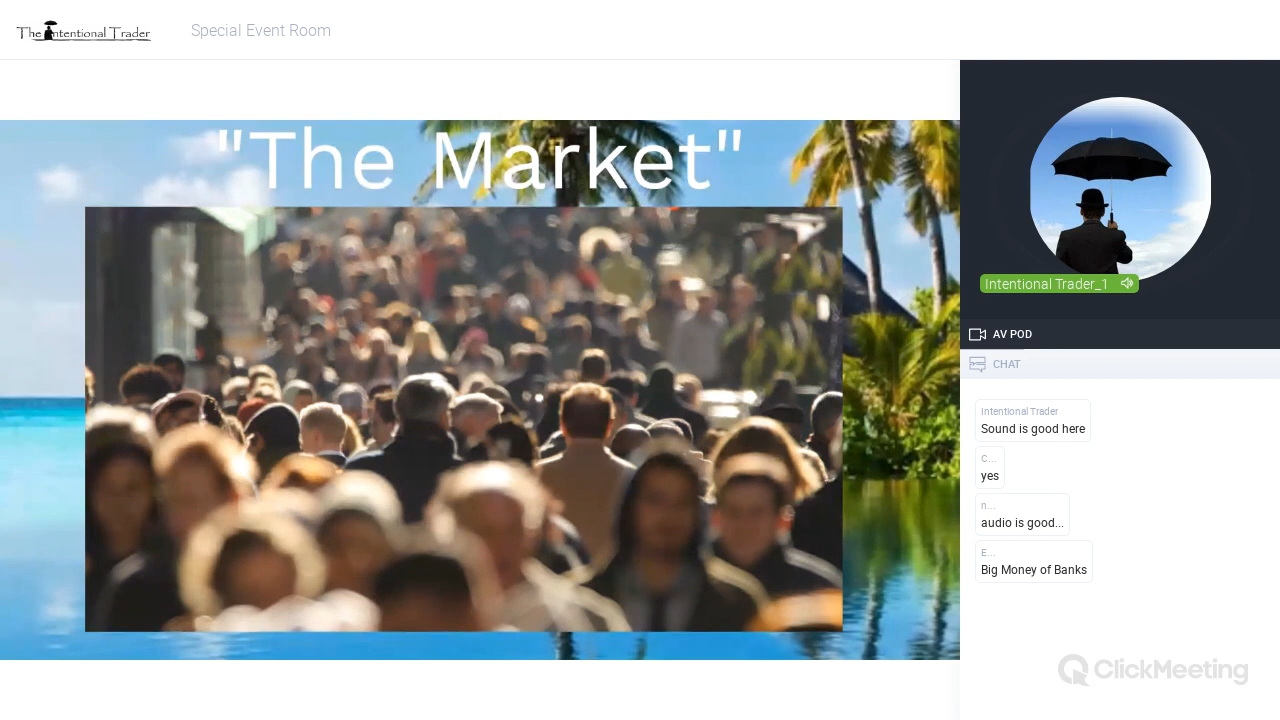 The Intentional Trader
Special Event Room
"The Market"
Intentional Trader_1
AV POD
CHAT
Intentional Trader
Sound is good here
C...
yes
n...
audio is good...
E...
Big Money of Banks
ClickMeeting